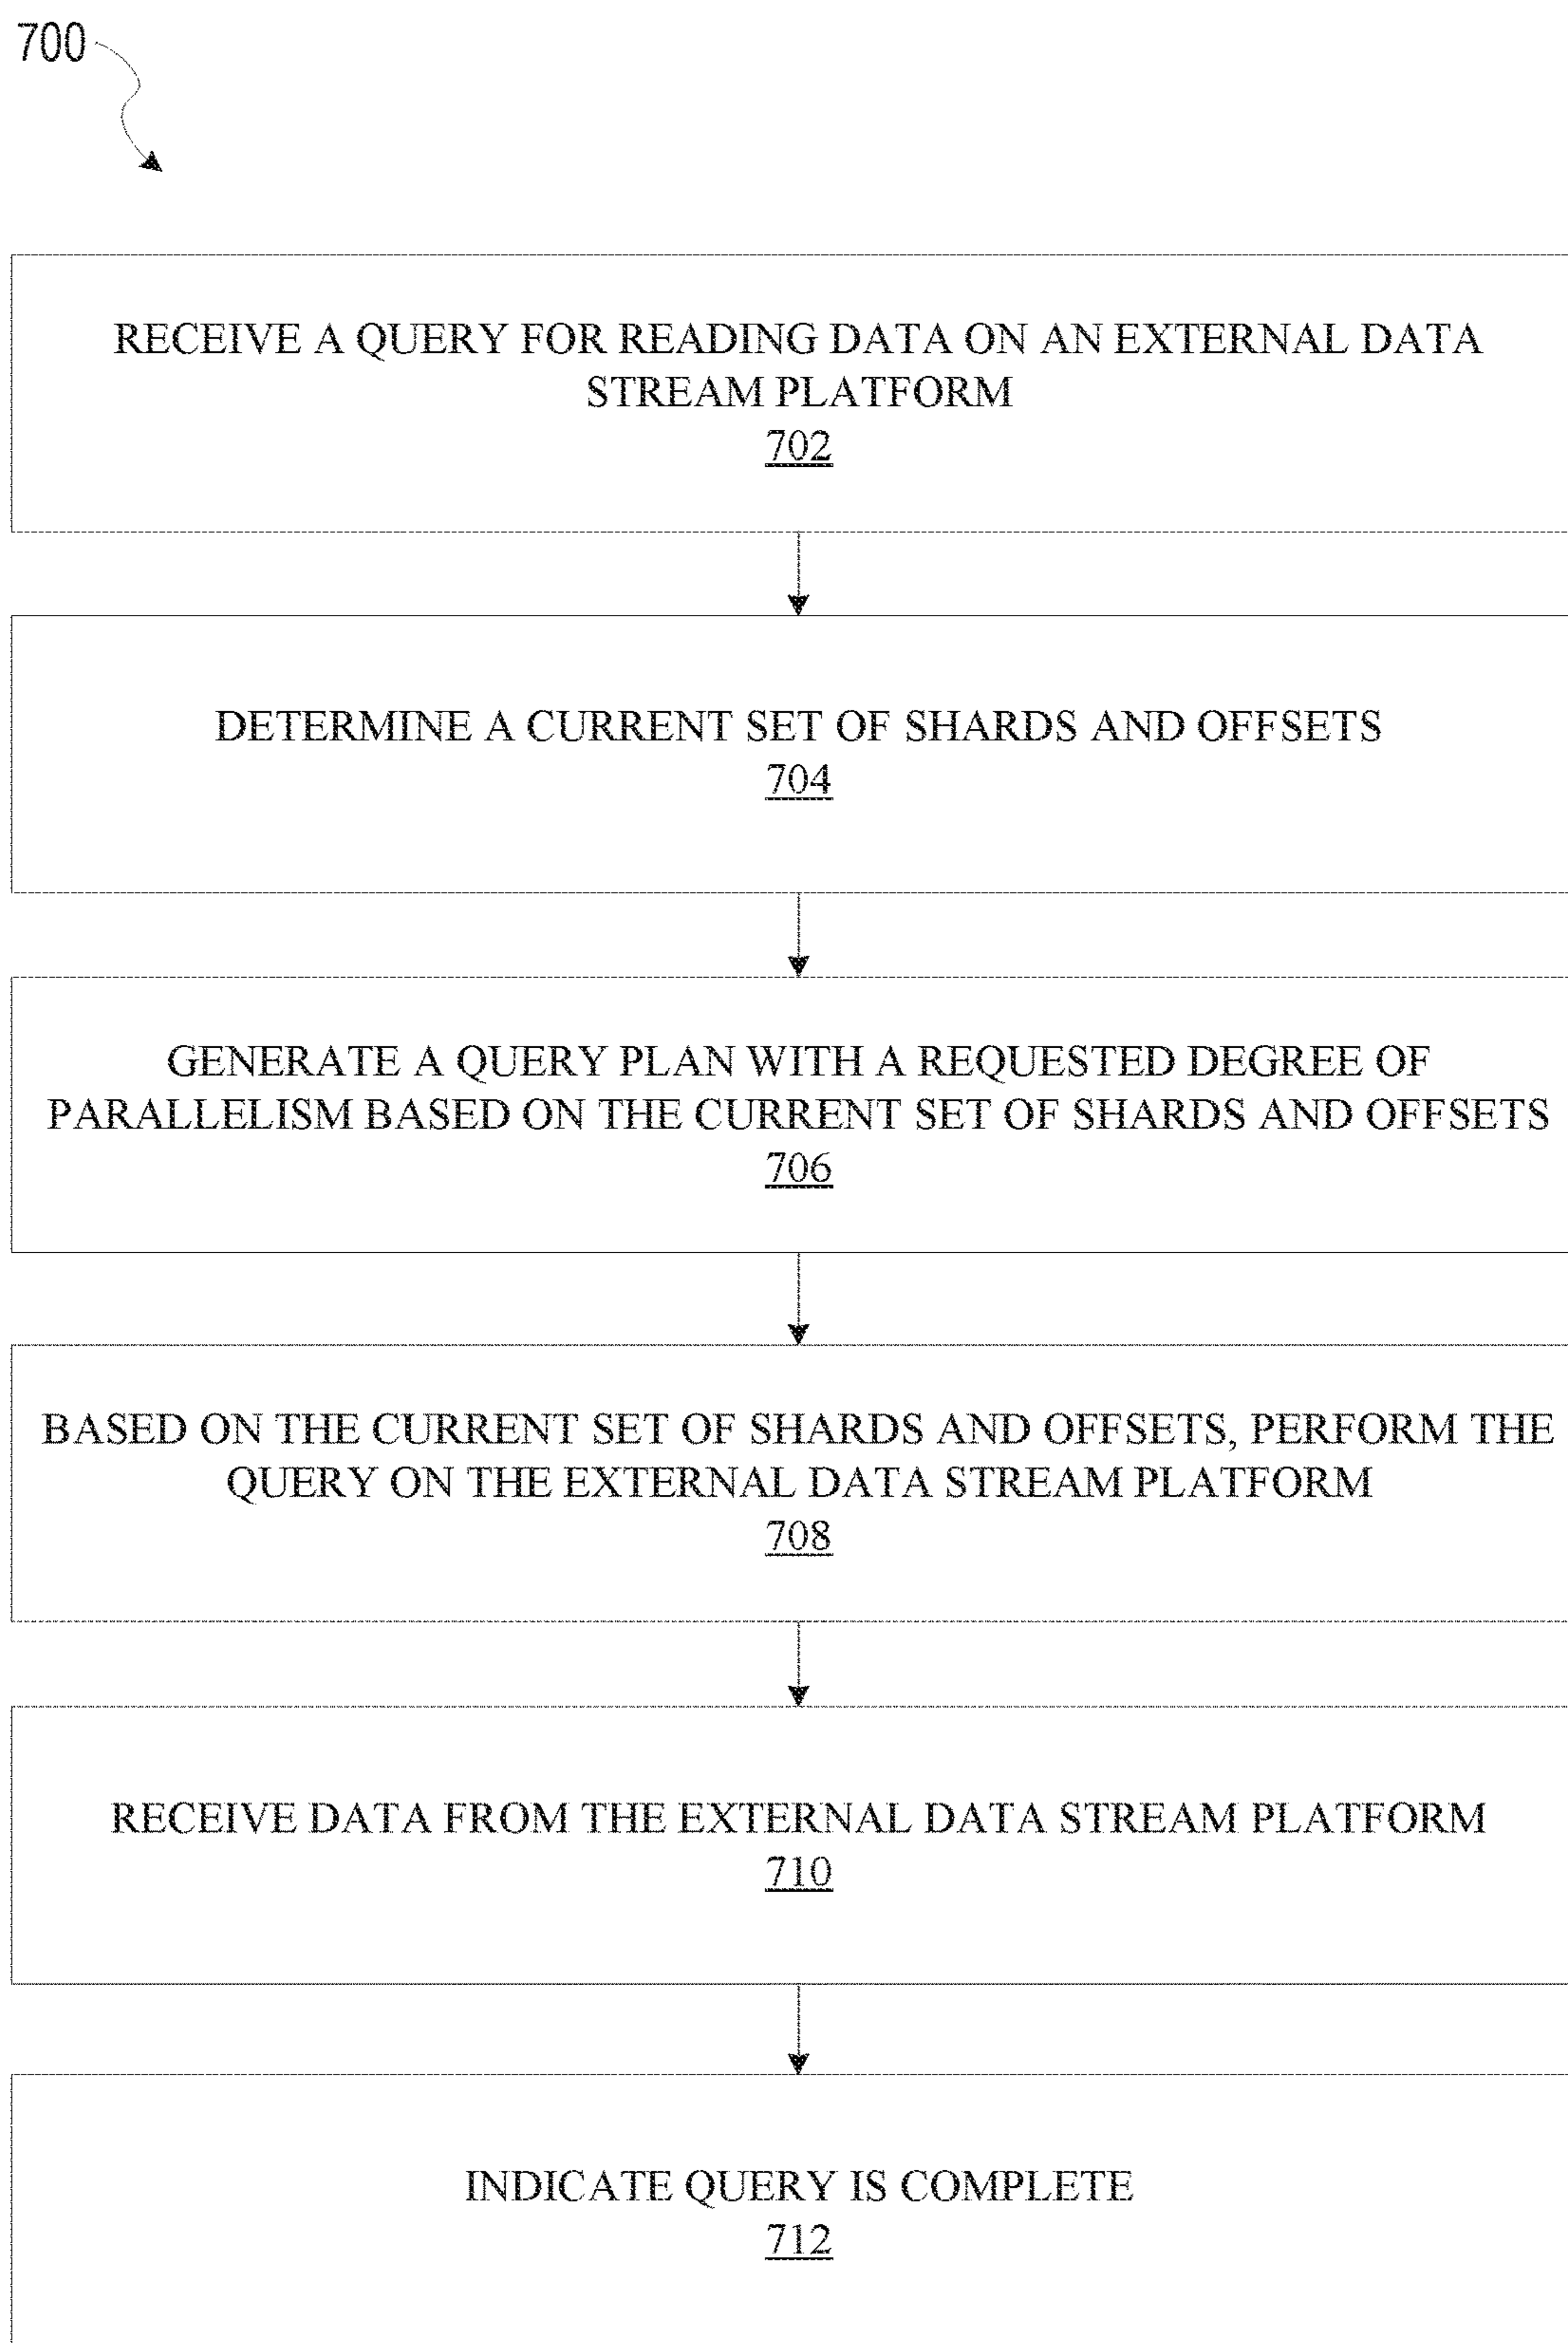 700
RECEIVE A QUERY FOR READING DATA ON AN EXTERNAL DATA
STREAM PLATFORM
702
DETERMINE A CURRENT SET OF SHARDS AND OFFSETS
704
GENERATE A QUERY PLAN WITH A REQUESTED DEGREE OF
PARALLELISM BASED ON THE CURRENT SET OF SHARDS AND OFFSETS
706
BASED ON THE CURRENT SET OF SHARDS AND OFFSETS, PERFORM THE
QUERY ON THE EXTERNAL DATA STREAM PLATFORM
708
RECEIVE DATA FROM THE EXTERNAL DATA STREAM PLATFORM
710
INDICATE QUERY IS COMPLETE
712